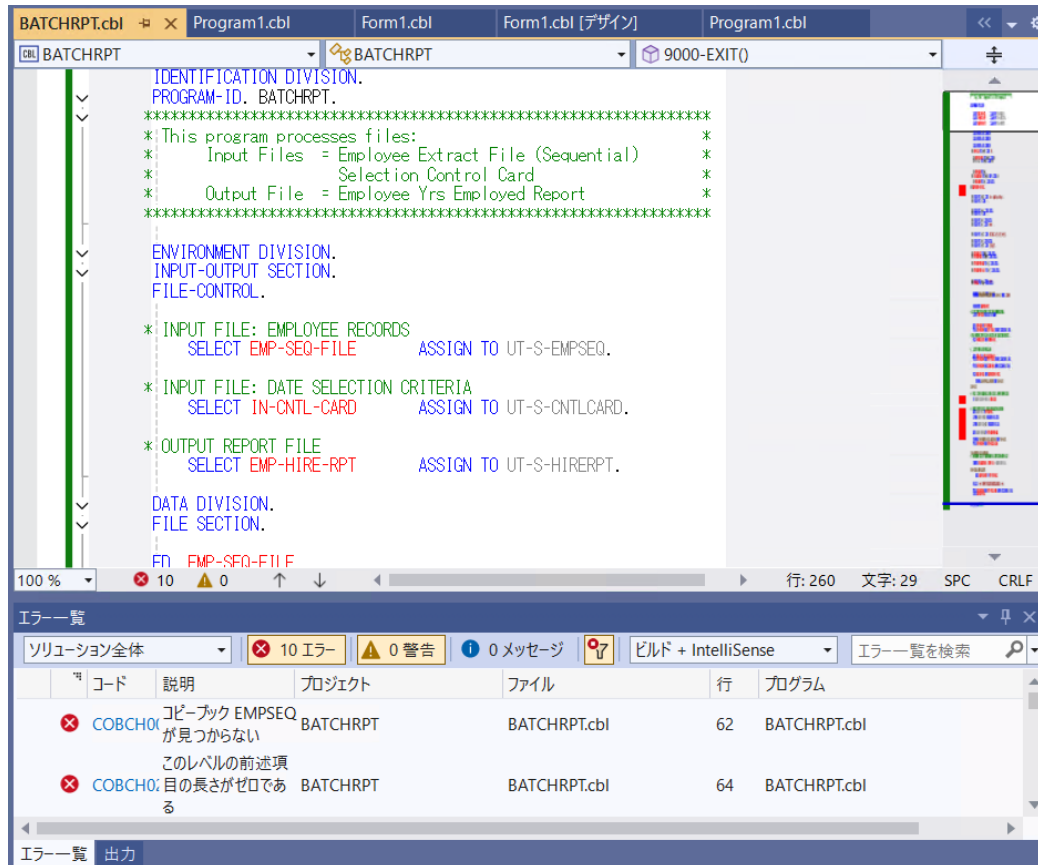 BATCHRPT.cbl Program1.cbl Form1.cbl Form1.cbl [デザイン] Program1.cbl
CBL BATCHRPT BATCHRPT 9000-EXIT()
IDENTIFICATION DIVISION.
PROGRAM-ID. BATCHRPT.
****************************************************************
* This program processes files: *
* Input Files = Employee Extract File (Sequential) *
* Selection Control Card *
* Output File = Employee Yrs Employed Report *
****************************************************************
ENVIRONMENT DIVISION.
INPUT-OUTPUT SECTION.
FILE-CONTROL.
* INPUT FILE: EMPLOYEE RECORDS
SELECT EMP-SEQ-FILE ASSIGN TO UT-S-EMPSEQ.
* INPUT FILE: DATE SELECTION CRITERIA
SELECT IN-CNTL-CARD ASSIGN TO UT-S-CNTLCARD.
* OUTPUT REPORT FILE
SELECT EMP-HIRE-RPT ASSIGN TO UT-S-HIRERPT.
DATA DIVISION.
FILE SECTION.
FD EMP-SEQ-FILE
100 % 10 0 行: 260 文字: 29 SPC CRLF
エラー一覧
ソリューション全体 10 エラー 0 警告 0 メッセージ ビルド + IntelliSense エラー一覧を検索
コード 説明 プロジェクト ファイル 行 プログラム
COBCH00 コピーブック EMPSEQ BATCHRPT BATCHRPT.cbl 62 BATCHRPT.cbl
が見つからない
このレベルの前述項
COBCH02 目の長さがゼロであ BATCHRPT BATCHRPT.cbl 64 BATCHRPT.cbl
る
エラー一覧 出力